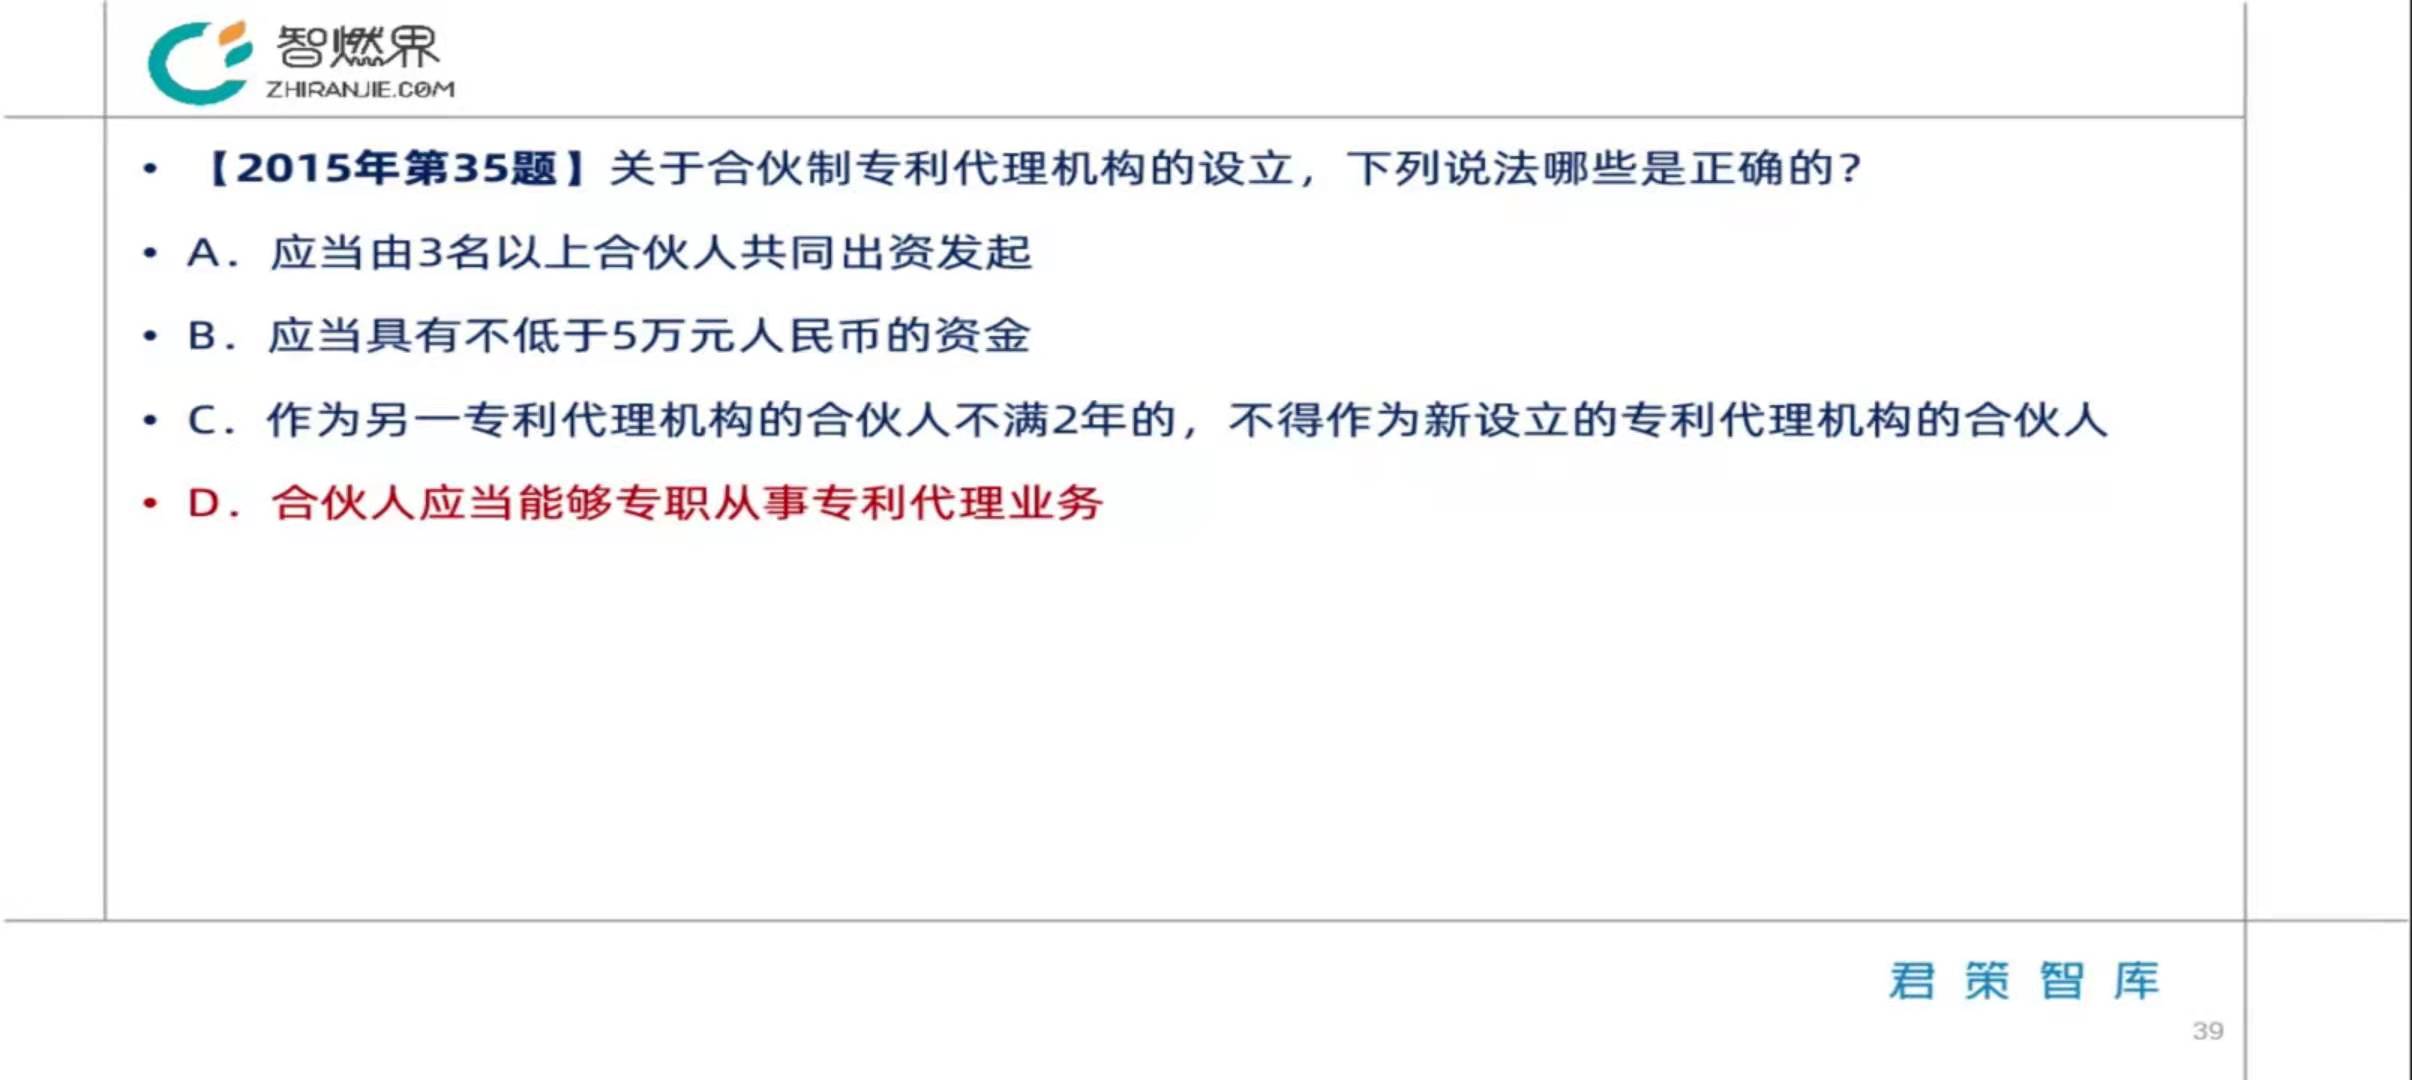 智燃界
ZHIRANJIE.COM
• 【2015年第35题】关于合伙制专利代理机构的设立，下列说法哪些是正确的？
• A．应当由3名以上合伙人共同出资发起
• B．应当具有不低于5万元人民币的资金
• C．作为另一专利代理机构的合伙人不满2年的，不得作为新设立的专利代理机构的合伙人
• D．合伙人应当能够专职从事专利代理业务
君策智库
39